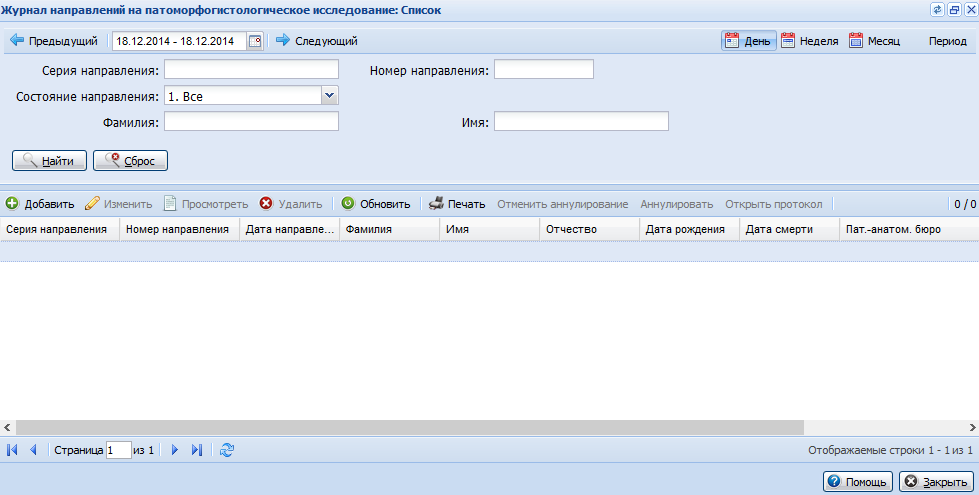 Журнал направлений на патоморфогистологическое исследование: Список
Предыдущий 18.12.2014 - 18.12.2014 Следующий День Неделя Месяц Период
Серия направления: Номер направления:
Состояние направления: 1. Все
Фамилия: Имя:
Найти Сброс
Добавить Изменить Просмотреть Удалить Обновить Печать Отменить аннулирование Аннулировать Открыть протокол 0 / 0
Серия направления Номер направления Дата направле... Фамилия Имя Отчество Дата рождения Дата смерти Пат.-анатом. бюро
Страница 1 из 1 Отображаемые строки 1 - 1 из 1
Помощь Закрыть